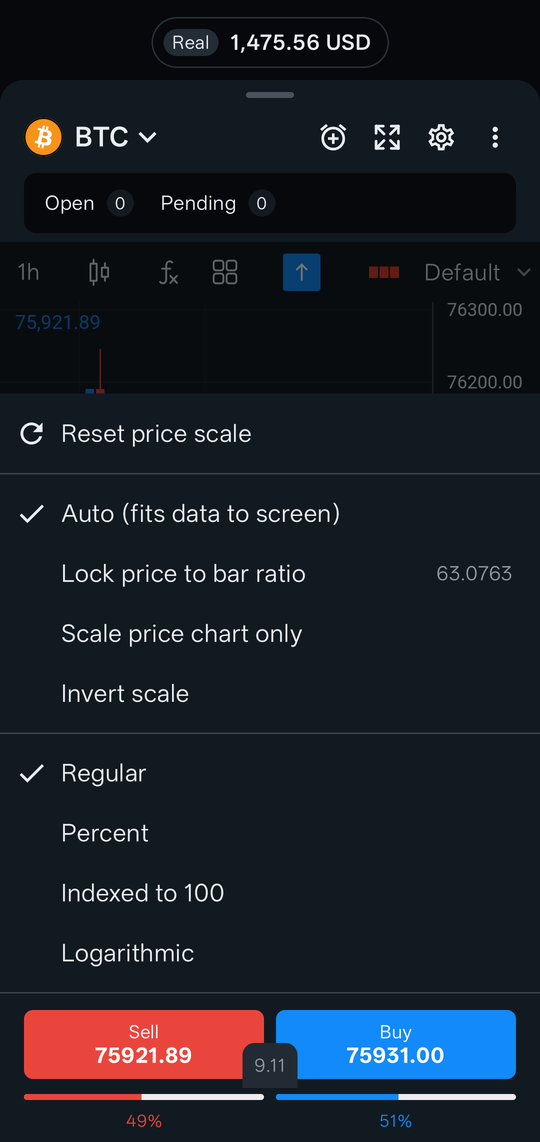 Real 1,475.56 USD
BTC
Open 0 Pending 0
1h fx Default
76300.00
75,921.89
76200.00
Reset price scale
Auto (fits data to screen)
Lock price to bar ratio 63.0763
Scale price chart only
Invert scale
Regular
Percent
Indexed to 100
Logarithmic
Sell Buy
75921.89 9.11 75931.00
49% 51%